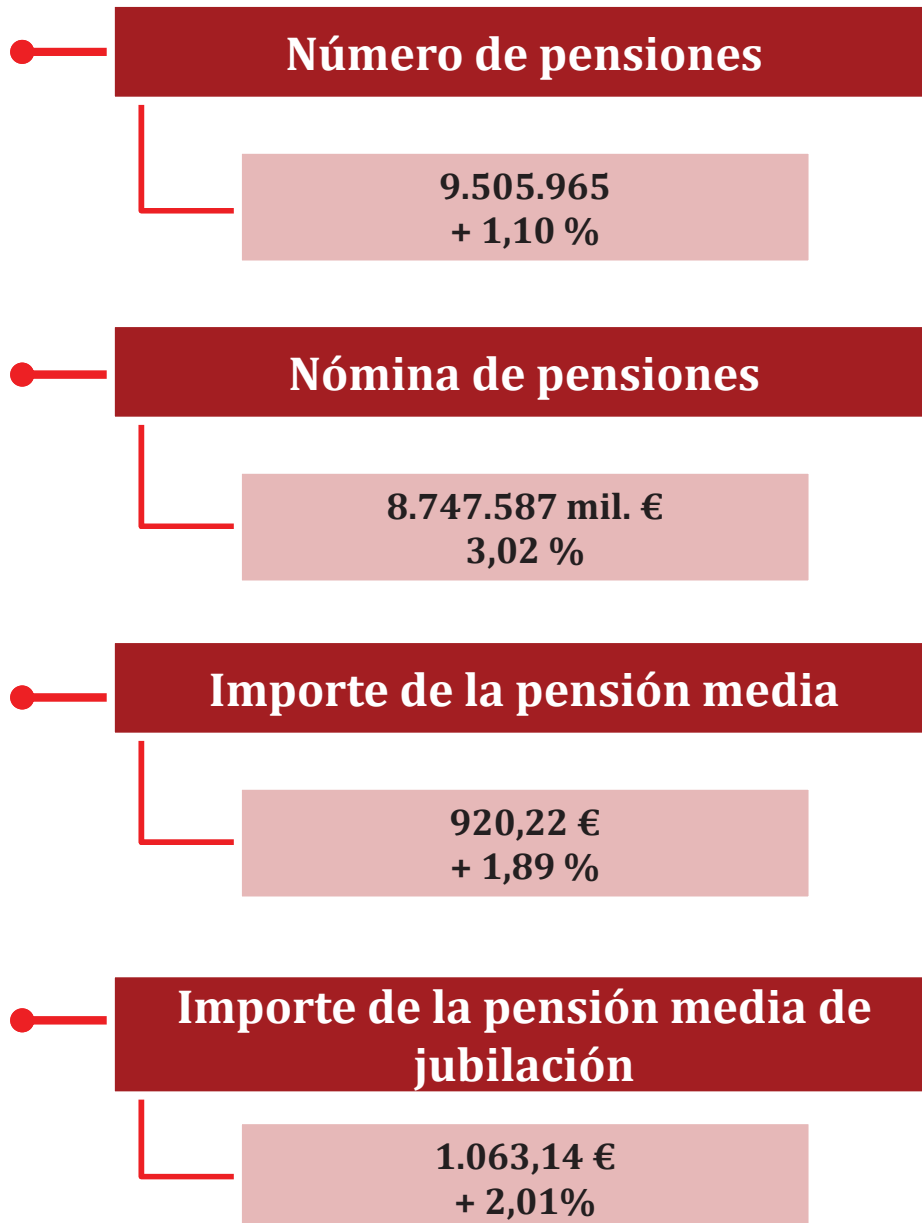 Número de pensiones
9.505.965
+ 1,10 %
Nómina de pensiones
8.747.587 mil. €
3,02 %
Importe de la pensión media
920,22 €
+ 1,89 %
Importe de la pensión media de
jubilación
1.063,14 €
+ 2,01%